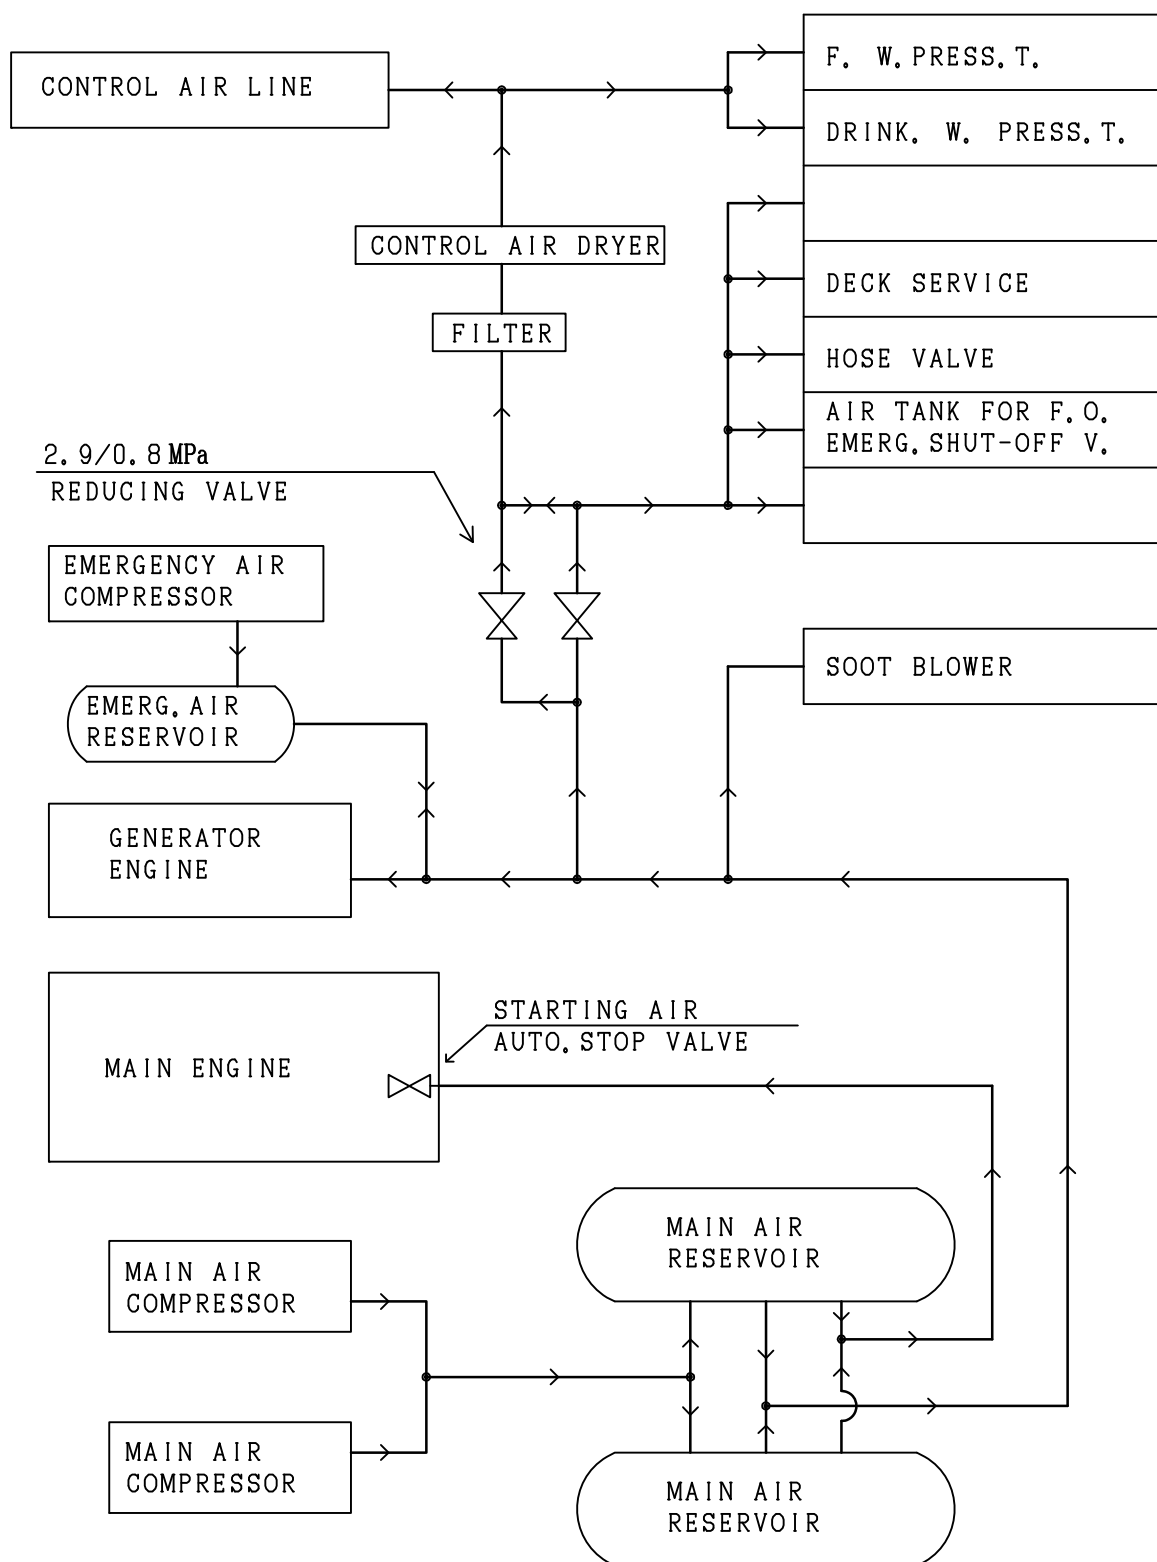 F. W. PRESS. T.
CONTROL AIR LINE
DRINK. W. PRESS. T.
CONTROL AIR DRYER
DECK SERVICE
FILTER
HOSE VALVE
AIR TANK FOR F. O.
EMERG. SHUT-OFF V.
2. 9/0. 8 MPa
REDUCING VALVE
EMERGENCY AIR
COMPRESSOR
SOOT BLOWER
EMERG. AIR
RESERVOIR
GENERATOR
ENGINE
STARTING AIR
AUTO. STOP VALVE
MAIN ENGINE
MAIN AIR
RESERVOIR
MAIN AIR
COMPRESSOR
MAIN AIR
COMPRESSOR
MAIN AIR
RESERVOIR